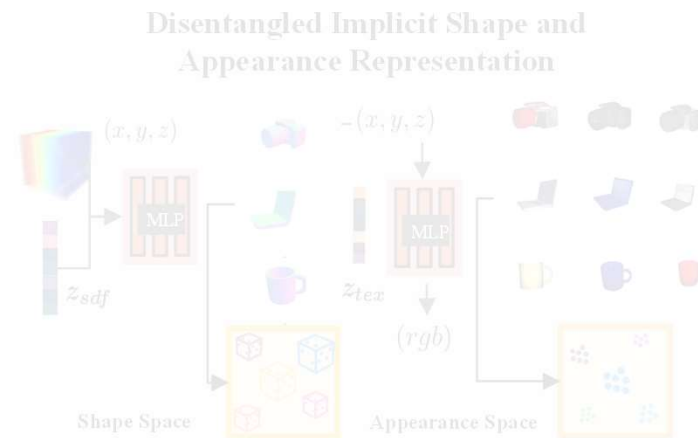 Disentangled Implicit Shape and
Appearance Representation
(x, y, z)
(x, y, z)
MLP
MLP
z_sdf
z_tex
(rgb)
Shape Space
Appearance Space